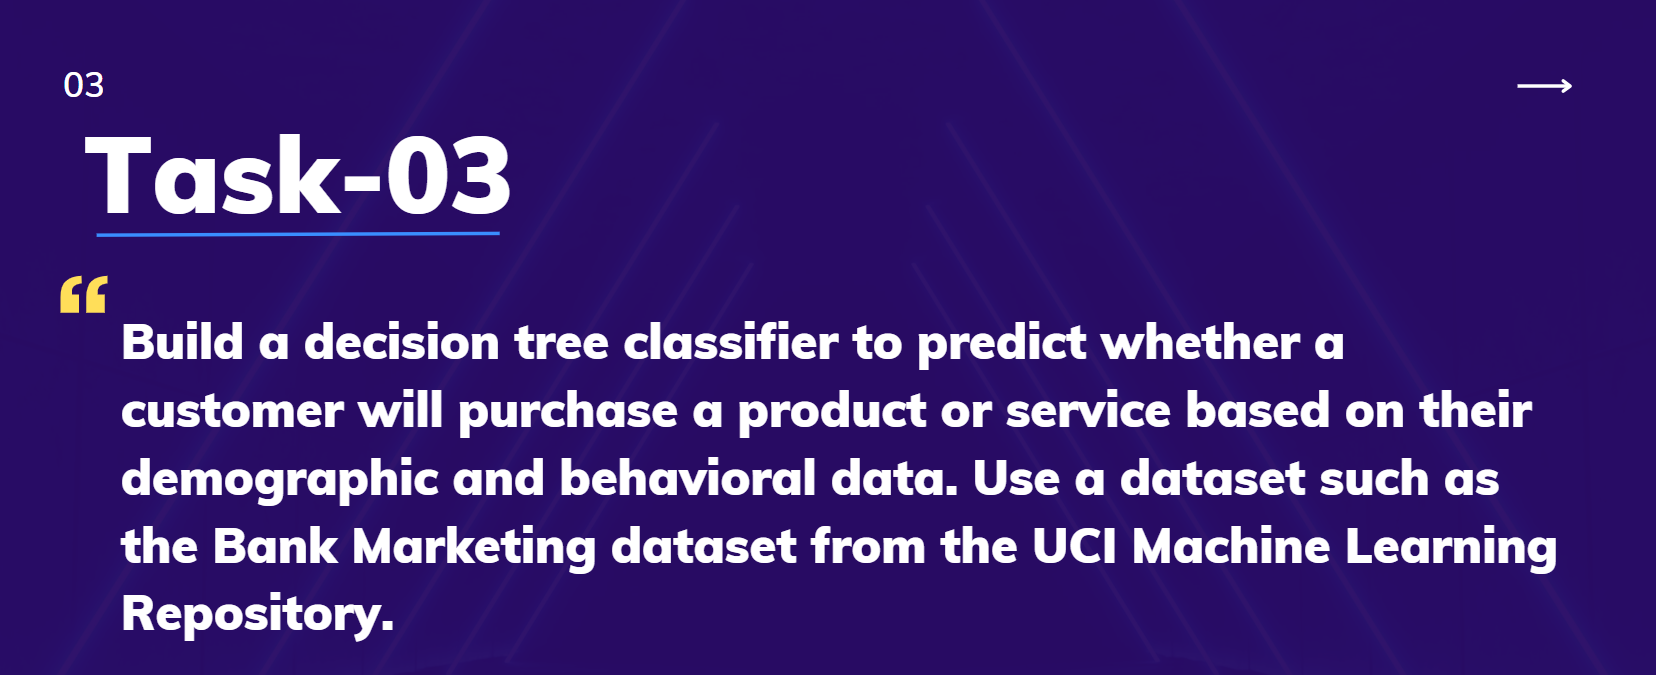 03
Task-03
“
Build a decision tree classifier to predict whether a
customer will purchase a product or service based on their
demographic and behavioral data. Use a dataset such as
the Bank Marketing dataset from the UCI Machine Learning
Repository.